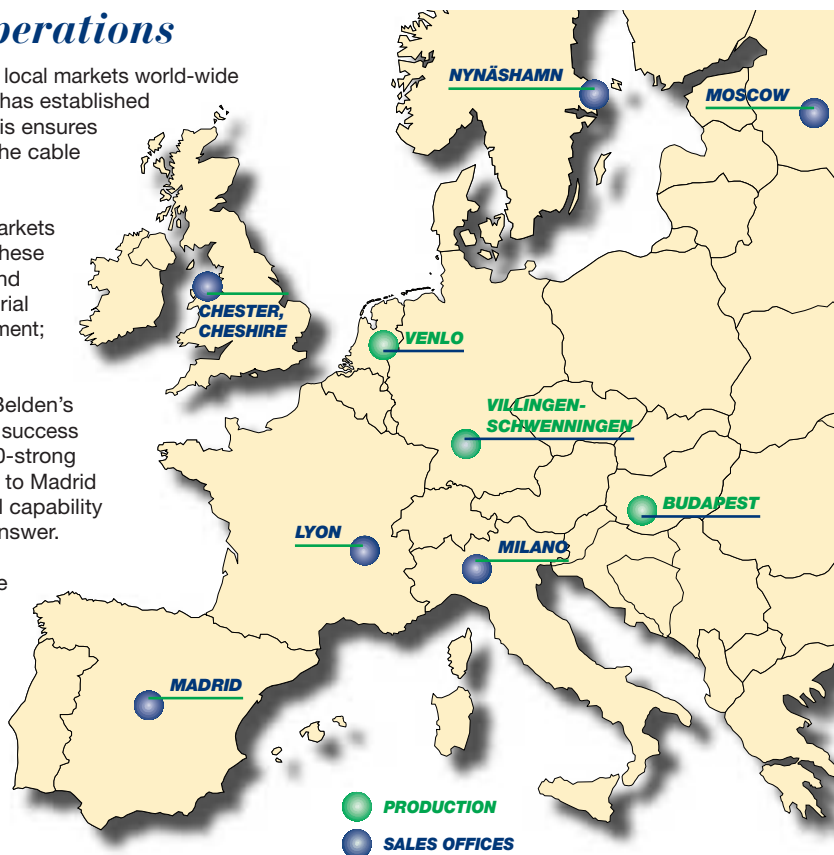 perations
local markets world-wide
has established
is ensures
he cable
arkets
hese
nd
rial
ment;
Belden's
success
0-strong
to Madrid
l capability
nswer.
e
NYNÄSHAMN
MOSCOW
CHESTER,
CHESHIRE
VENLO
VILLINGEN-
SCHWENNINGEN
BUDAPEST
LYON
MILANO
MADRID
PRODUCTION
SALES OFFICES